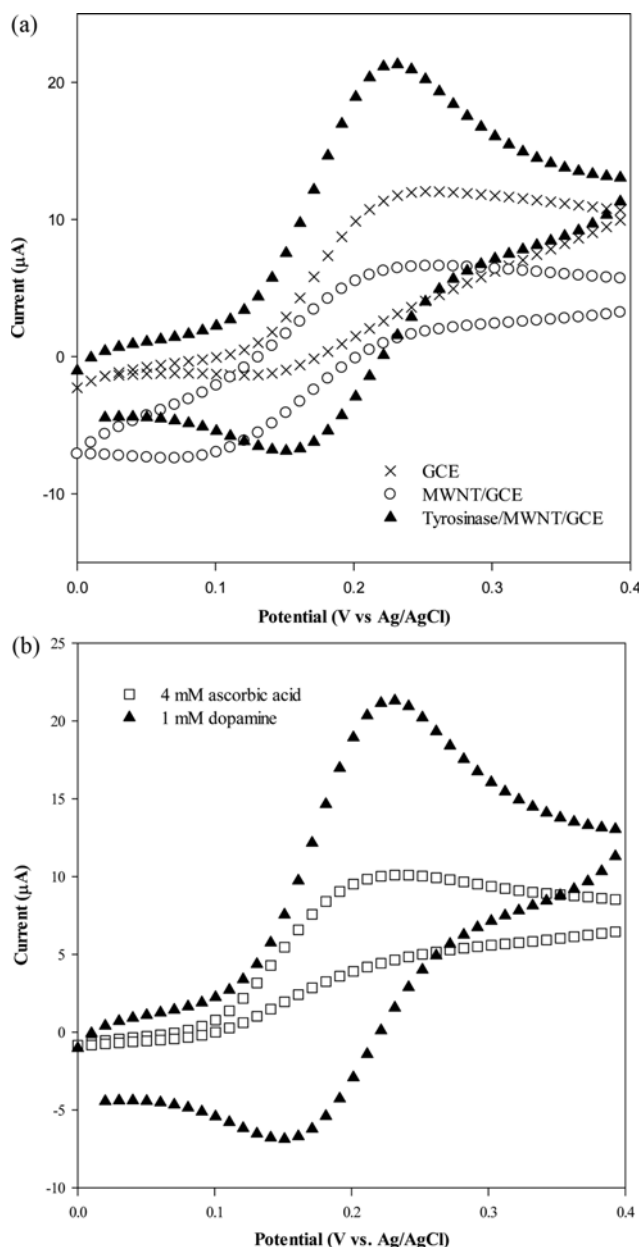 (a)
20
10
0
-10
Current (μA)
GCE
MWNT/GCE
Tyrosinase/MWNT/GCE
0.0 0.1 0.2 0.3 0.4
Potential (V vs Ag/AgCl)
(b)
25
20
15
10
5
0
-5
-10
Current (μA)
4 mM ascorbic acid
1 mM dopamine
0.0 0.1 0.2 0.3 0.4
Potential (V vs. Ag/AgCl)